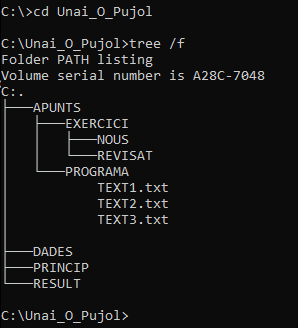 C:\>cd Unai_O_Pujol
C:\Unai_O_Pujol>tree /f
Folder PATH listing
Volume serial number is A28C-7048
C:.
├───APUNTS
│   ├───EXERCICI
│   │   ├───NOUS
│   │   └───REVISAT
│   └───PROGRAMA
│           TEXT1.txt
│           TEXT2.txt
│           TEXT3.txt
│
├───DADES
├───PRINCIP
└───RESULT
C:\Unai_O_Pujol>